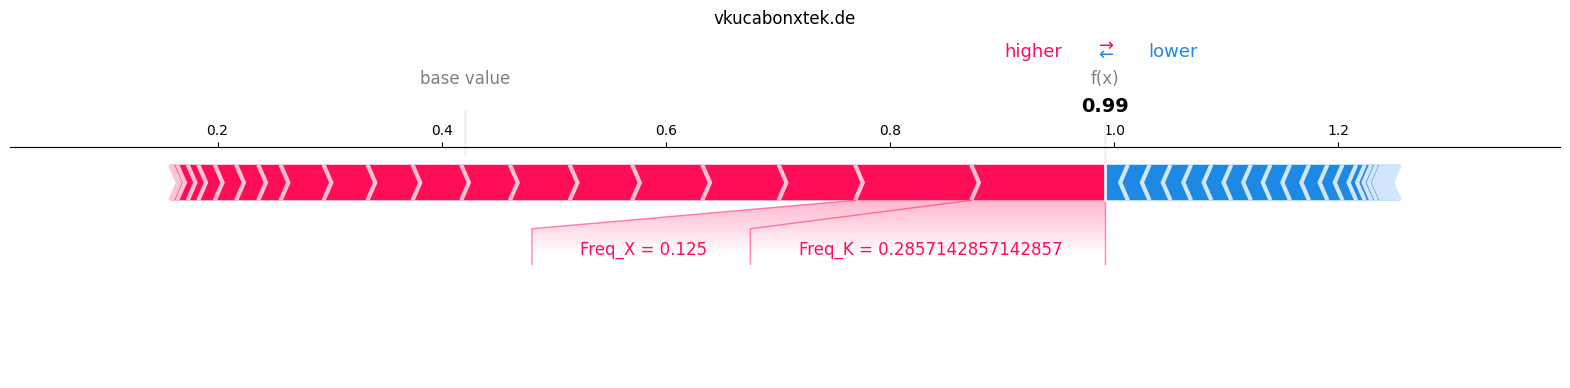 vkucabonxtek.de
higher ⇄ lower
base value
f(x)
0.99
0.2 0.4 0.6 0.8 1.0 1.2
Freq_X = 0.125
Freq_K = 0.2857142857142857